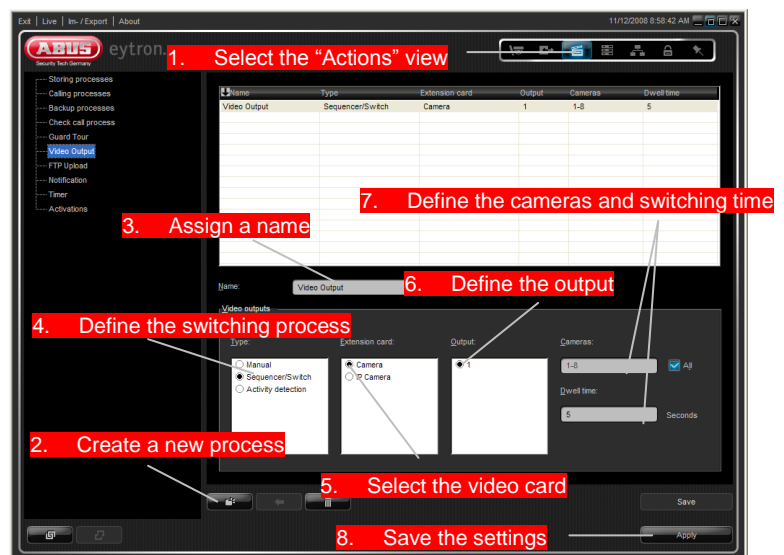 Exit | Live | Im- / Export | About
11/12/2008 8:58:42 AM
ABUS
Security Tech Germany
eytron.
1. Select the “Actions” view
Storing processes
Calling processes
Backup processes
Check call process
Guard Tour
Video Output
FTP Upload
Notification
Timer
Activations
Name Type Extension card Output Cameras Dwell time
Video Output Sequencer/Switch Camera 1 1-8 5
7. Define the cameras and switching time
3. Assign a name
Name: Video Output
6. Define the output
Video outputs
4. Define the switching process
Type: Extension card: Output: Cameras:
Manual
Sequencer/Switch
Activity detection
Camera
IP Camera
1
1-8 All
Dwell time:
5 Seconds
2. Create a new process
5. Select the video card
Save
8. Save the settings
Apply